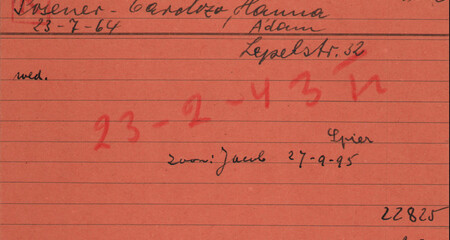 Posener-Cardozo, Hanna
23-7-64 Adam
Lepelstr. 52
wed.
23-2-43
Spier
zoon: Jacob 27-9-95
22825